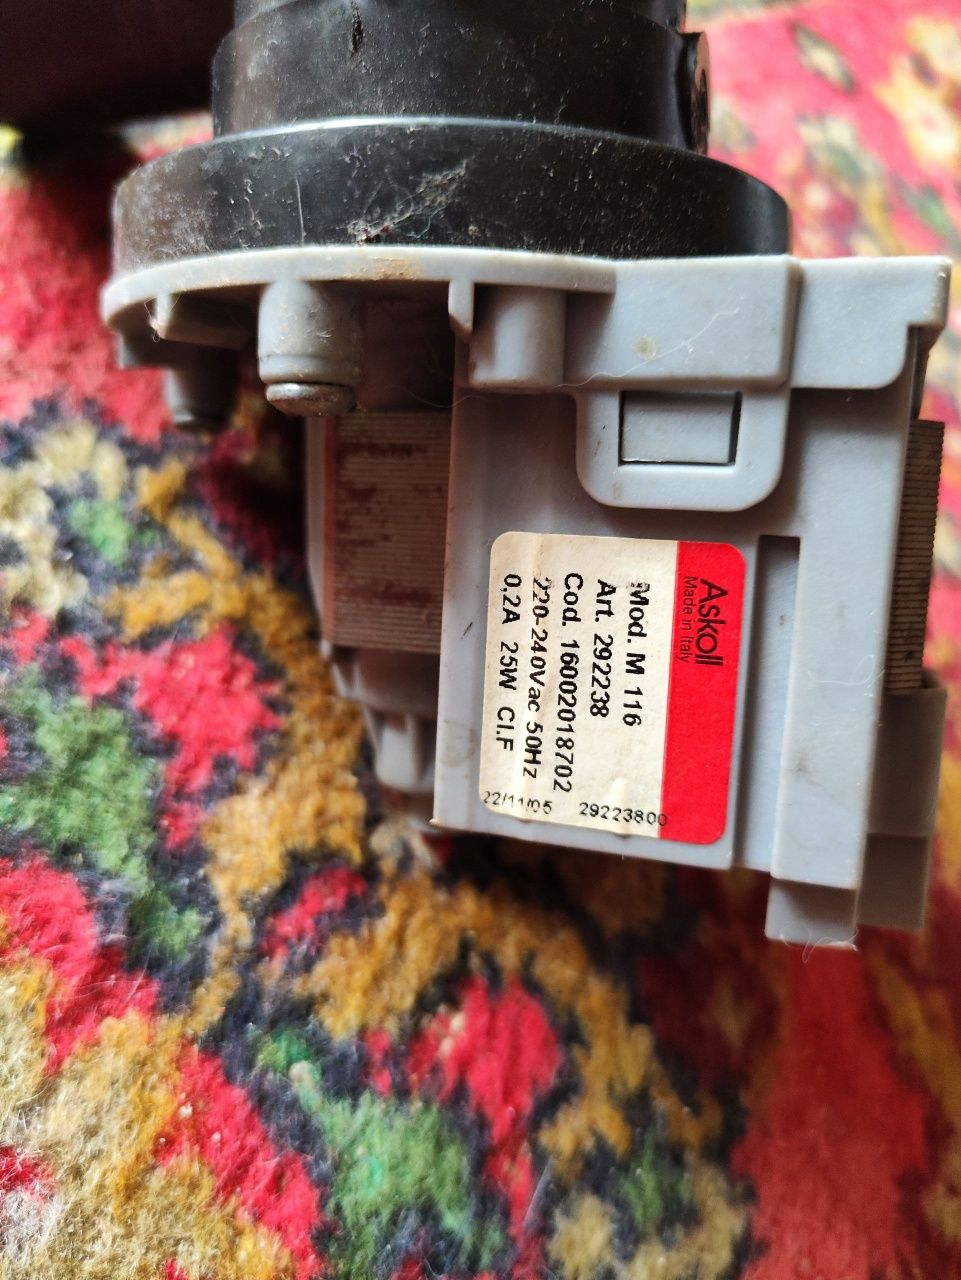 Askoll
Made in Italy
Mod. M 116
Art. 292238
Cod. 16002018702
220-240Vac 50Hz
0,2A 25W Cl.F
22/11/05 29223800